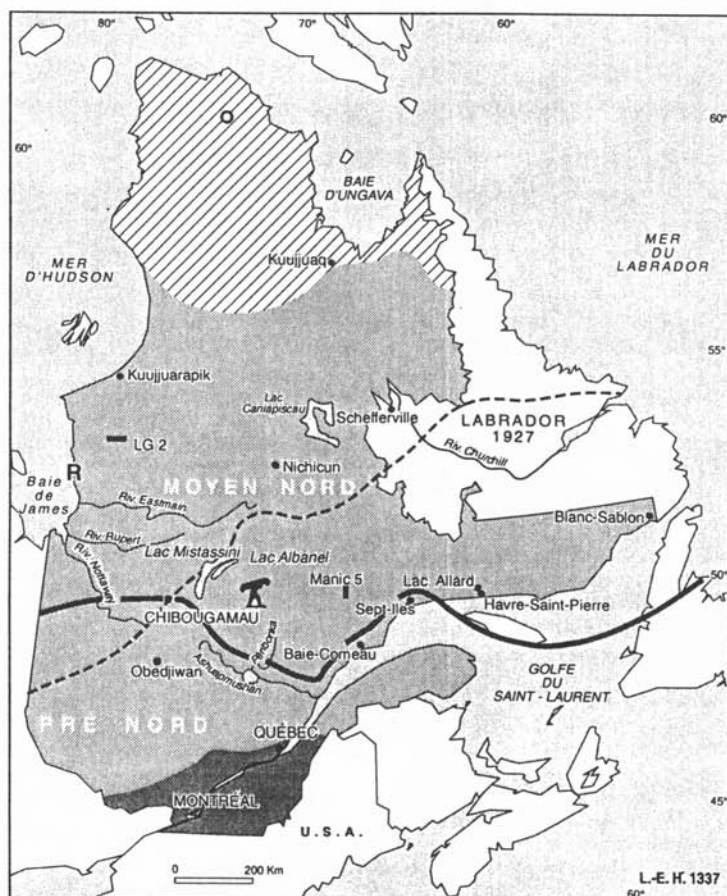 80°
70°
60°
60°
60°
O
BAIE
D'UNGAVA
MER
D'HUDSON
MER
DU
LABRADOR
Kuujjuaq
55°
Kuujjuarapik
Lac
Caniapiscau
Schefferville
LABRADOR
1927
Riv. Churchill
LG 2
R
Nichicun
MOYEN NORD
Baie
de
James
Riv. Eastmain
Blanc-Sablon
Riv. Rupert
Lac Mistassini
Lac Albanel
Riv. Nottaway
Manic 5
Lac Allard
50°
CHIBOUGAMAU
Sept-Iles
Havre-Saint-Pierre
Baie-Comeau
Obedjiwan
GOLFE
DU
SAINT-LAURENT
PRÉ NORD
QUÉBEC
MONTRÉAL
45°
U.S.A.
0 200 Km
L.-E. H. 1337
60°